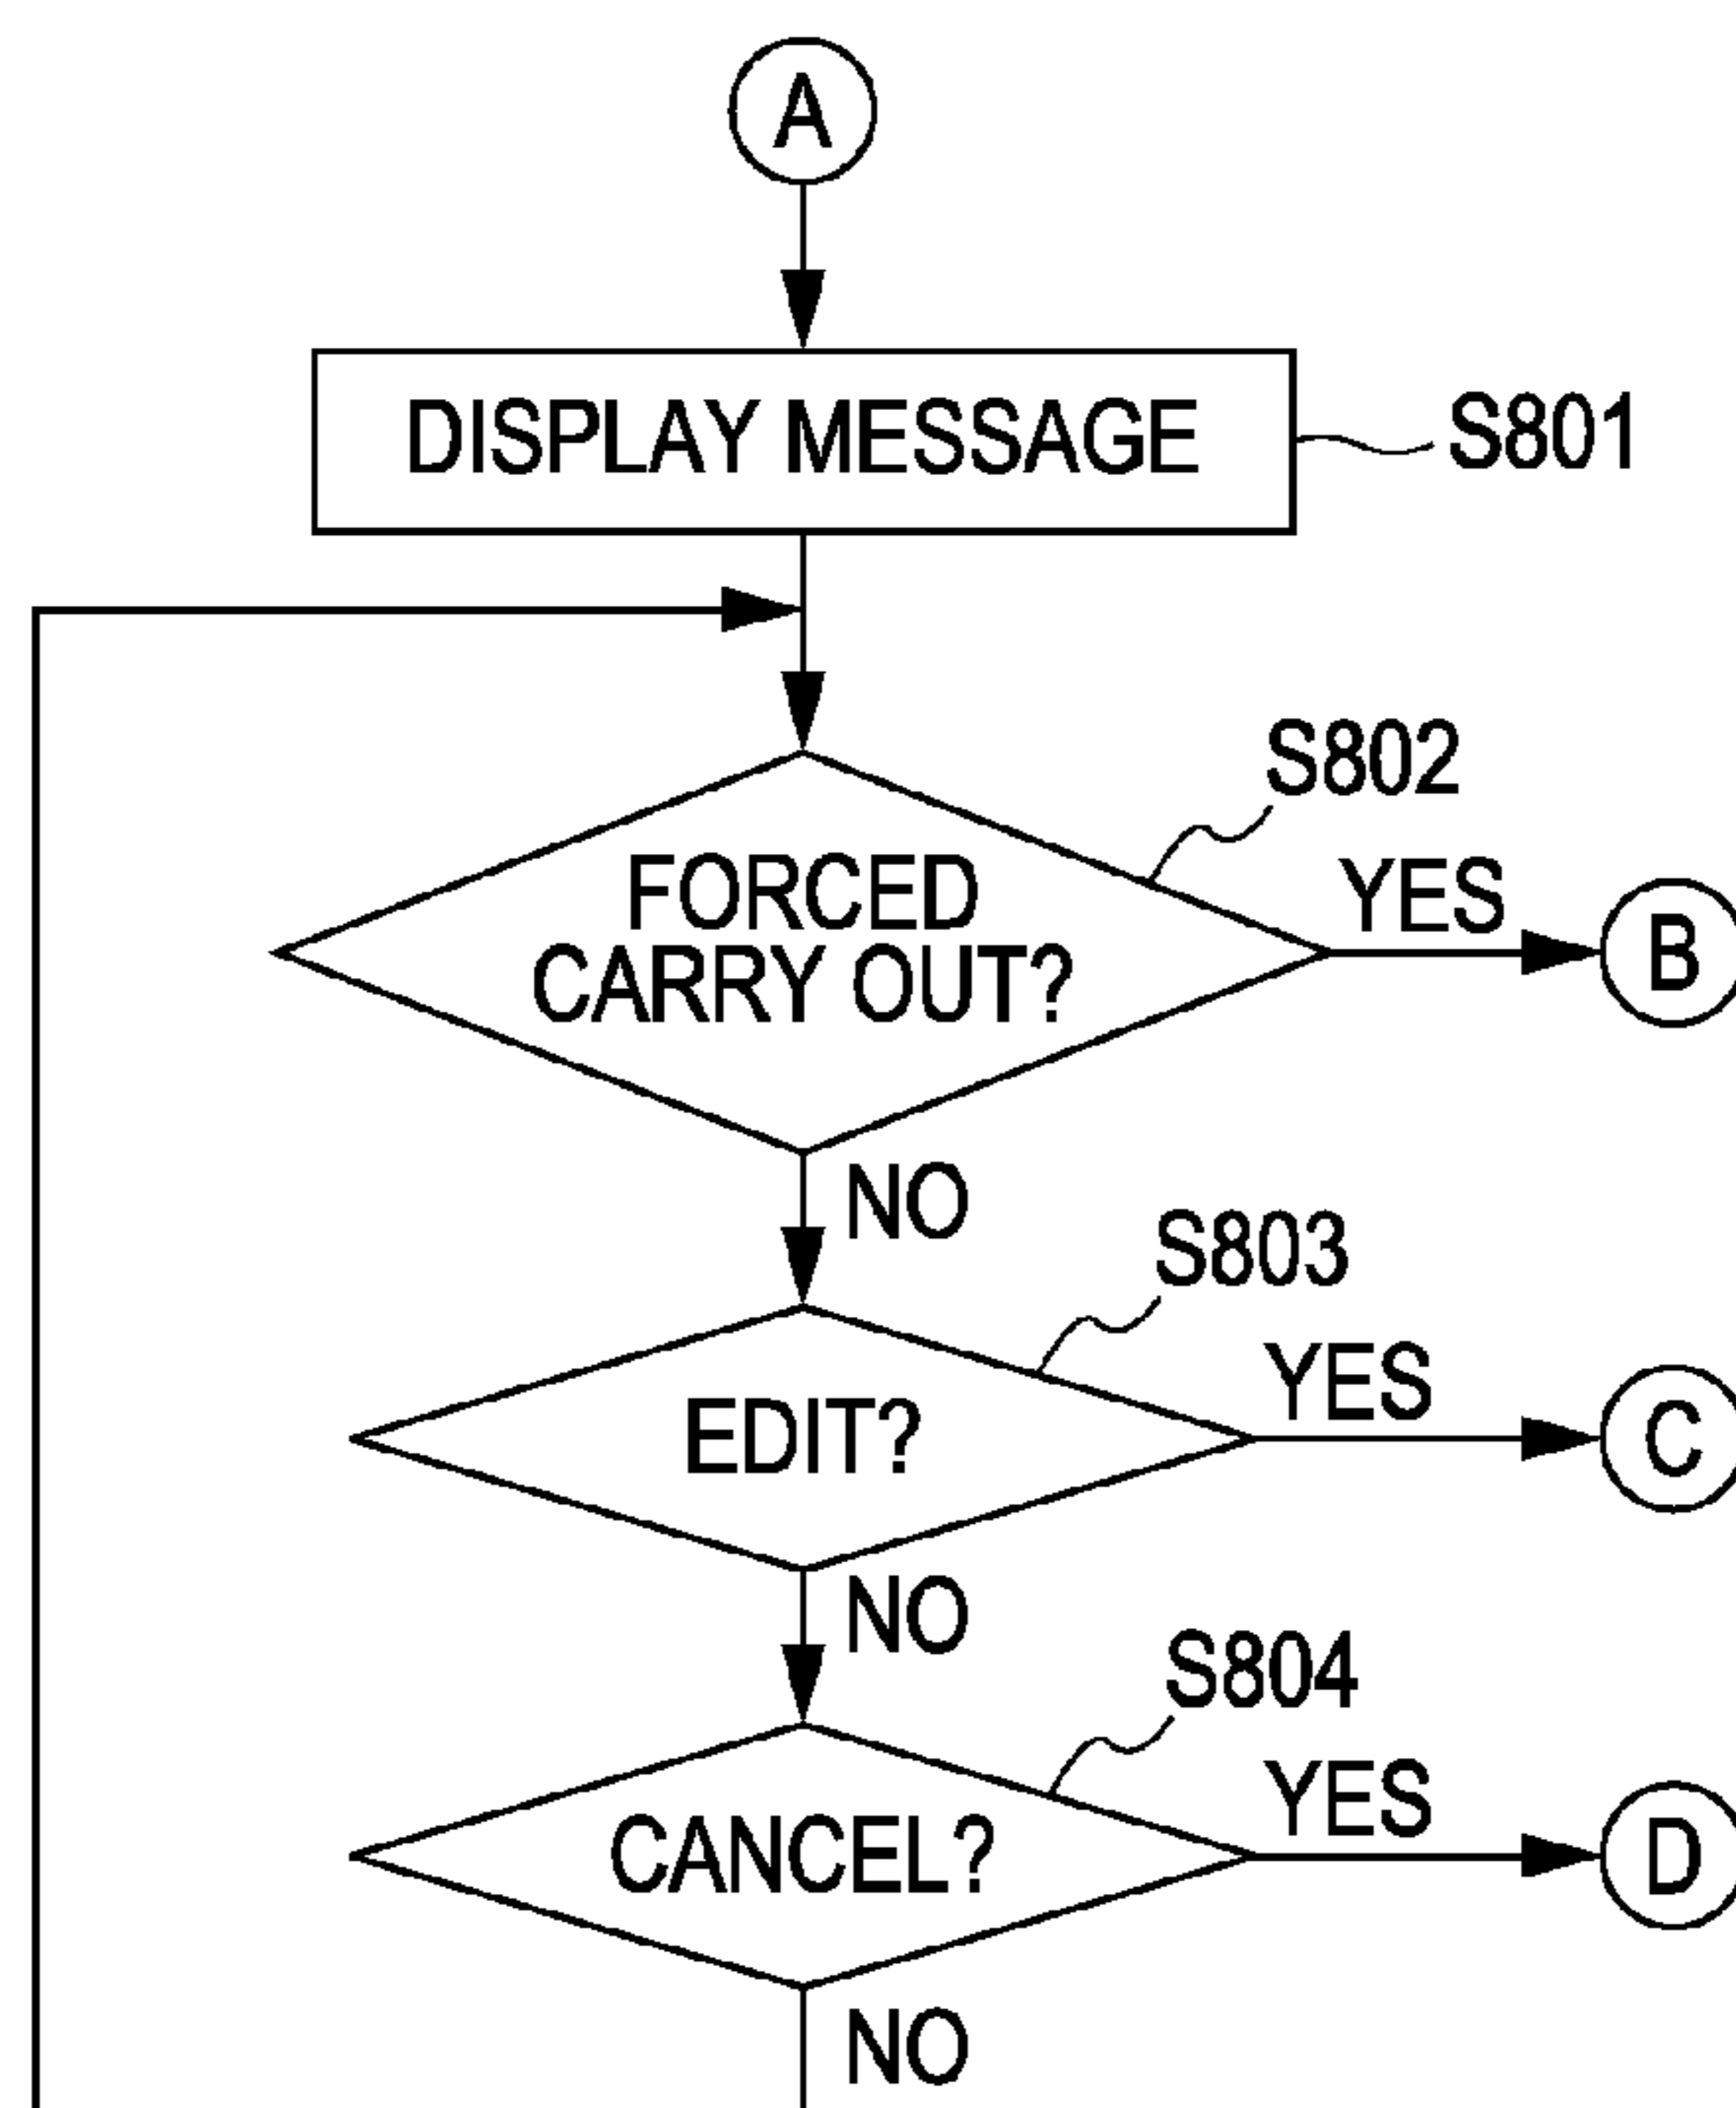 A
DISPLAY MESSAGE
S801
S802
FORCED
CARRY OUT?
YES
B
NO
S803
EDIT?
YES
C
NO
S804
CANCEL?
YES
D
NO